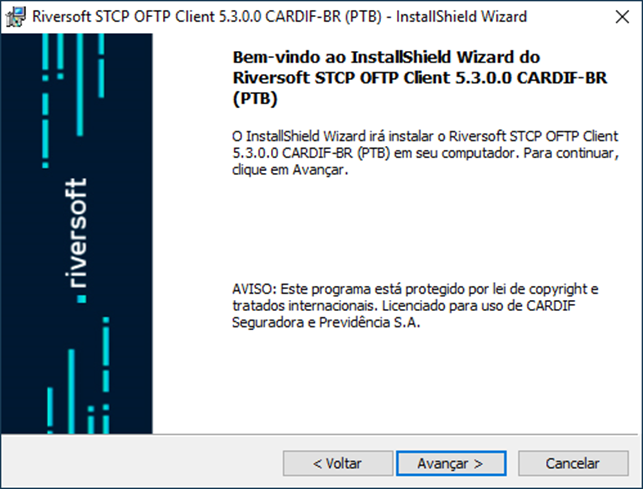 Riversoft STCP OFTP Client 5.3.0.0 CARDIF-BR (PTB) - InstallShield Wizard
Bem-vindo ao InstallShield Wizard do
Riversoft STCP OFTP Client 5.3.0.0 CARDIF-BR
(PTB)
O InstallShield Wizard irá instalar o Riversoft STCP OFTP Client
5.3.0.0 CARDIF-BR (PTB) em seu computador. Para continuar,
clique em Avançar.
riversoft
AVISO: Este programa está protegido por lei de copyright e
tratados internacionais. Licenciado para uso de CARDIF
Seguradora e Previdência S.A.
< Voltar
Avançar >
Cancelar